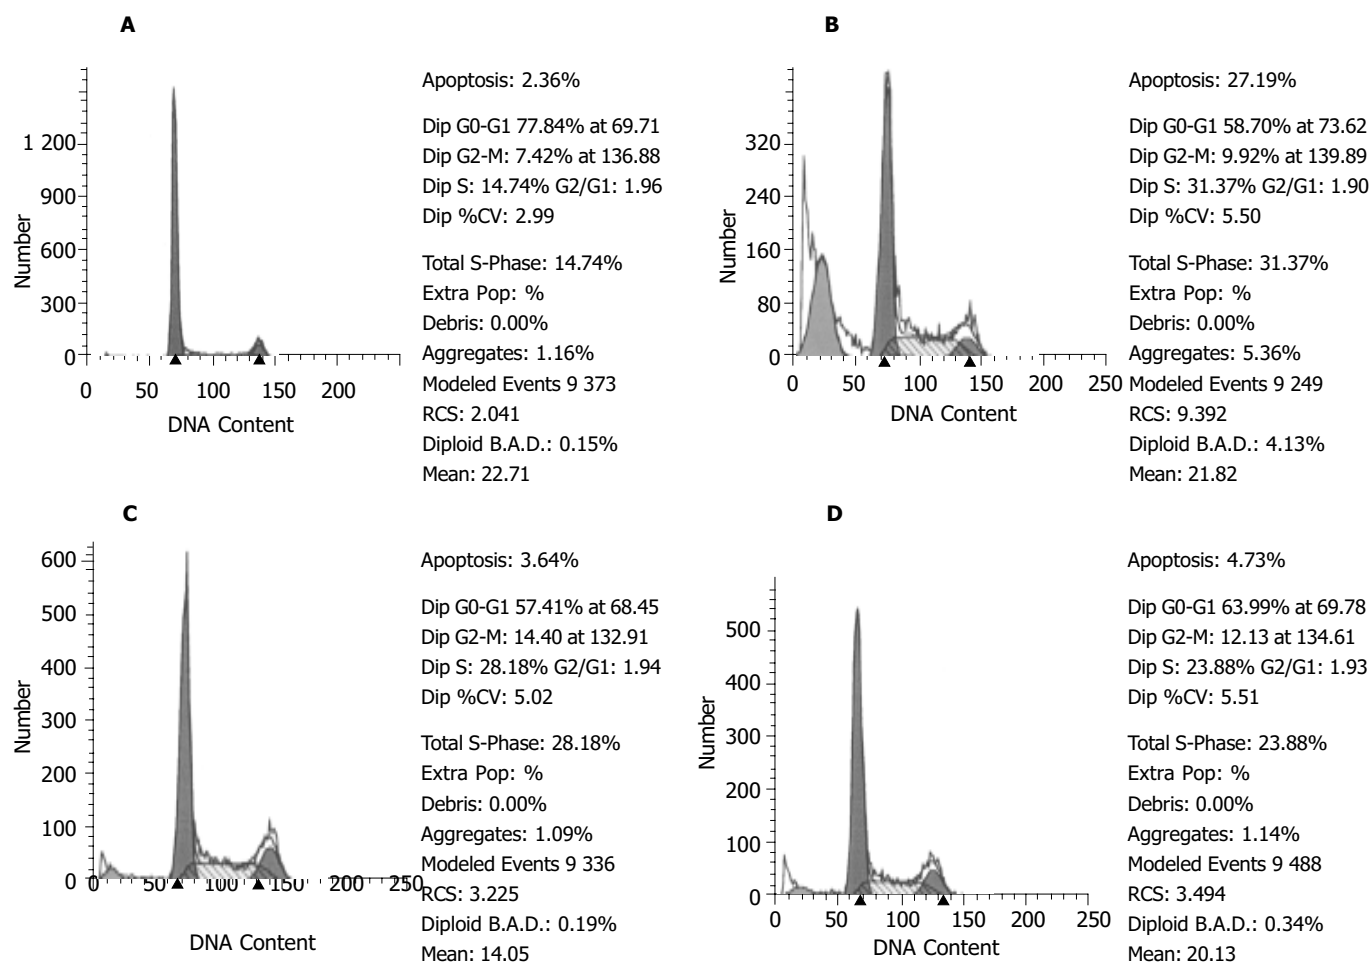 A
1 200
900
600
300
0
Number
0 50 100 150 200
DNA Content
Apoptosis: 2.36%
Dip G0-G1 77.84% at 69.71
Dip G2-M: 7.42% at 136.88
Dip S: 14.74% G2/G1: 1.96
Dip %CV: 2.99
Total S-Phase: 14.74%
Extra Pop: %
Debris: 0.00%
Aggregates: 1.16%
Modeled Events 9 373
RCS: 2.041
Diploid B.A.D.: 0.15%
Mean: 22.71
B
320
240
160
80
0
Number
0 50 100 150 200 250
DNA Content
Apoptosis: 27.19%
Dip G0-G1 58.70% at 73.62
Dip G2-M: 9.92% at 139.89
Dip S: 31.37% G2/G1: 1.90
Dip %CV: 5.50
Total S-Phase: 31.37%
Extra Pop: %
Debris: 0.00%
Aggregates: 5.36%
Modeled Events 9 249
RCS: 9.392
Diploid B.A.D.: 4.13%
Mean: 21.82
C
600
500
400
300
200
100
0
Number
0 50 100 150 200 250
DNA Content
Apoptosis: 3.64%
Dip G0-G1 57.41% at 68.45
Dip G2-M: 14.40 at 132.91
Dip S: 28.18% G2/G1: 1.94
Dip %CV: 5.02
Total S-Phase: 28.18%
Extra Pop: %
Debris: 0.00%
Aggregates: 1.09%
Modeled Events 9 336
RCS: 3.225
Diploid B.A.D.: 0.19%
Mean: 14.05
D
500
400
300
200
100
0
Number
0 50 100 150 200 250
DNA Content
Apoptosis: 4.73%
Dip G0-G1 63.99% at 69.78
Dip G2-M: 12.13 at 134.61
Dip S: 23.88% G2/G1: 1.93
Dip %CV: 5.51
Total S-Phase: 23.88%
Extra Pop: %
Debris: 0.00%
Aggregates: 1.14%
Modeled Events 9 488
RCS: 3.494
Diploid B.A.D.: 0.34%
Mean: 20.13